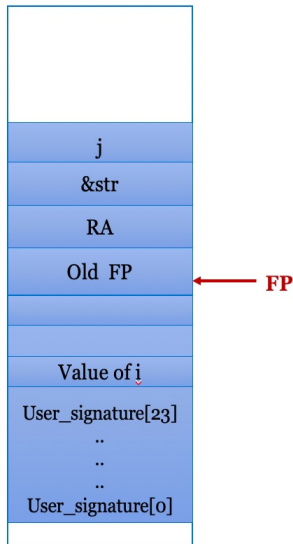 j
&str
RA
Old FP
FP
Value of i
User_signature[23]
..
..
..
User_signature[0]